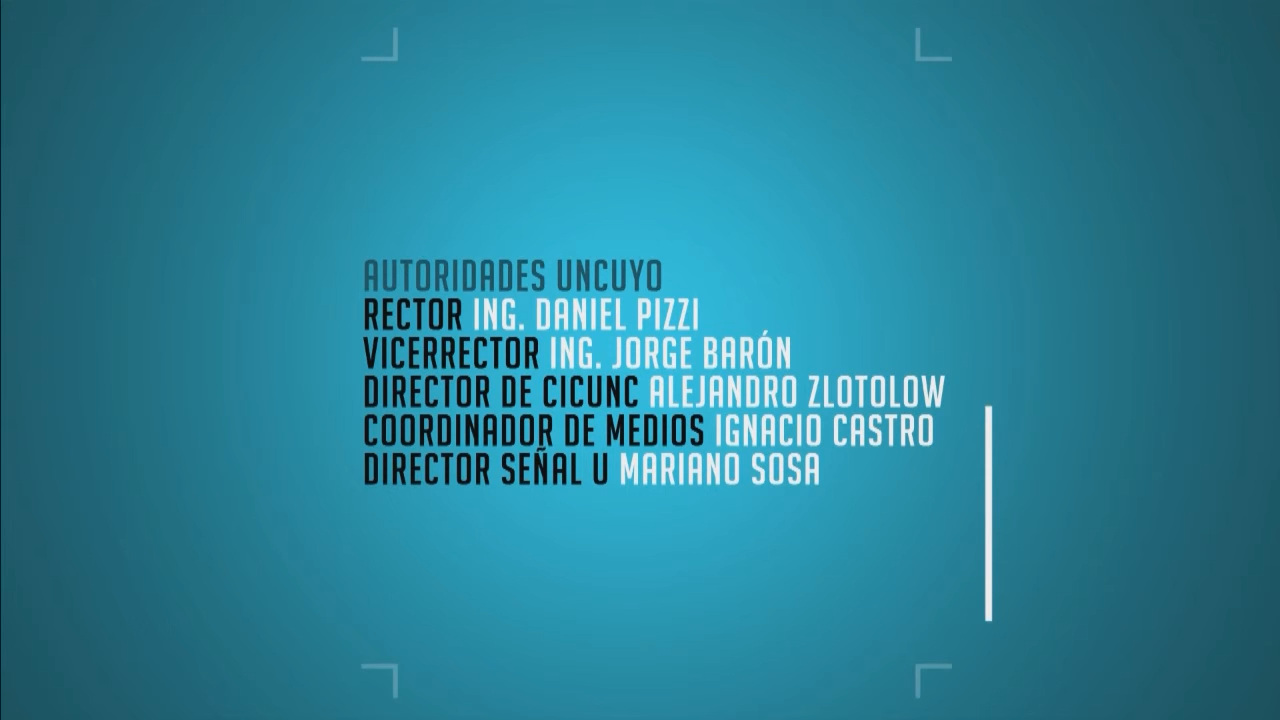 AUTORIDADES UNCUYO
RECTOR ING. DANIEL PIZZI
VICERRECTOR ING. JORGE BARÓN
DIRECTOR DE CICUNC ALEJANDRO ZLOTOLOW
COORDINADOR DE MEDIOS IGNACIO CASTRO
DIRECTOR SEÑAL U MARIANO SOSA